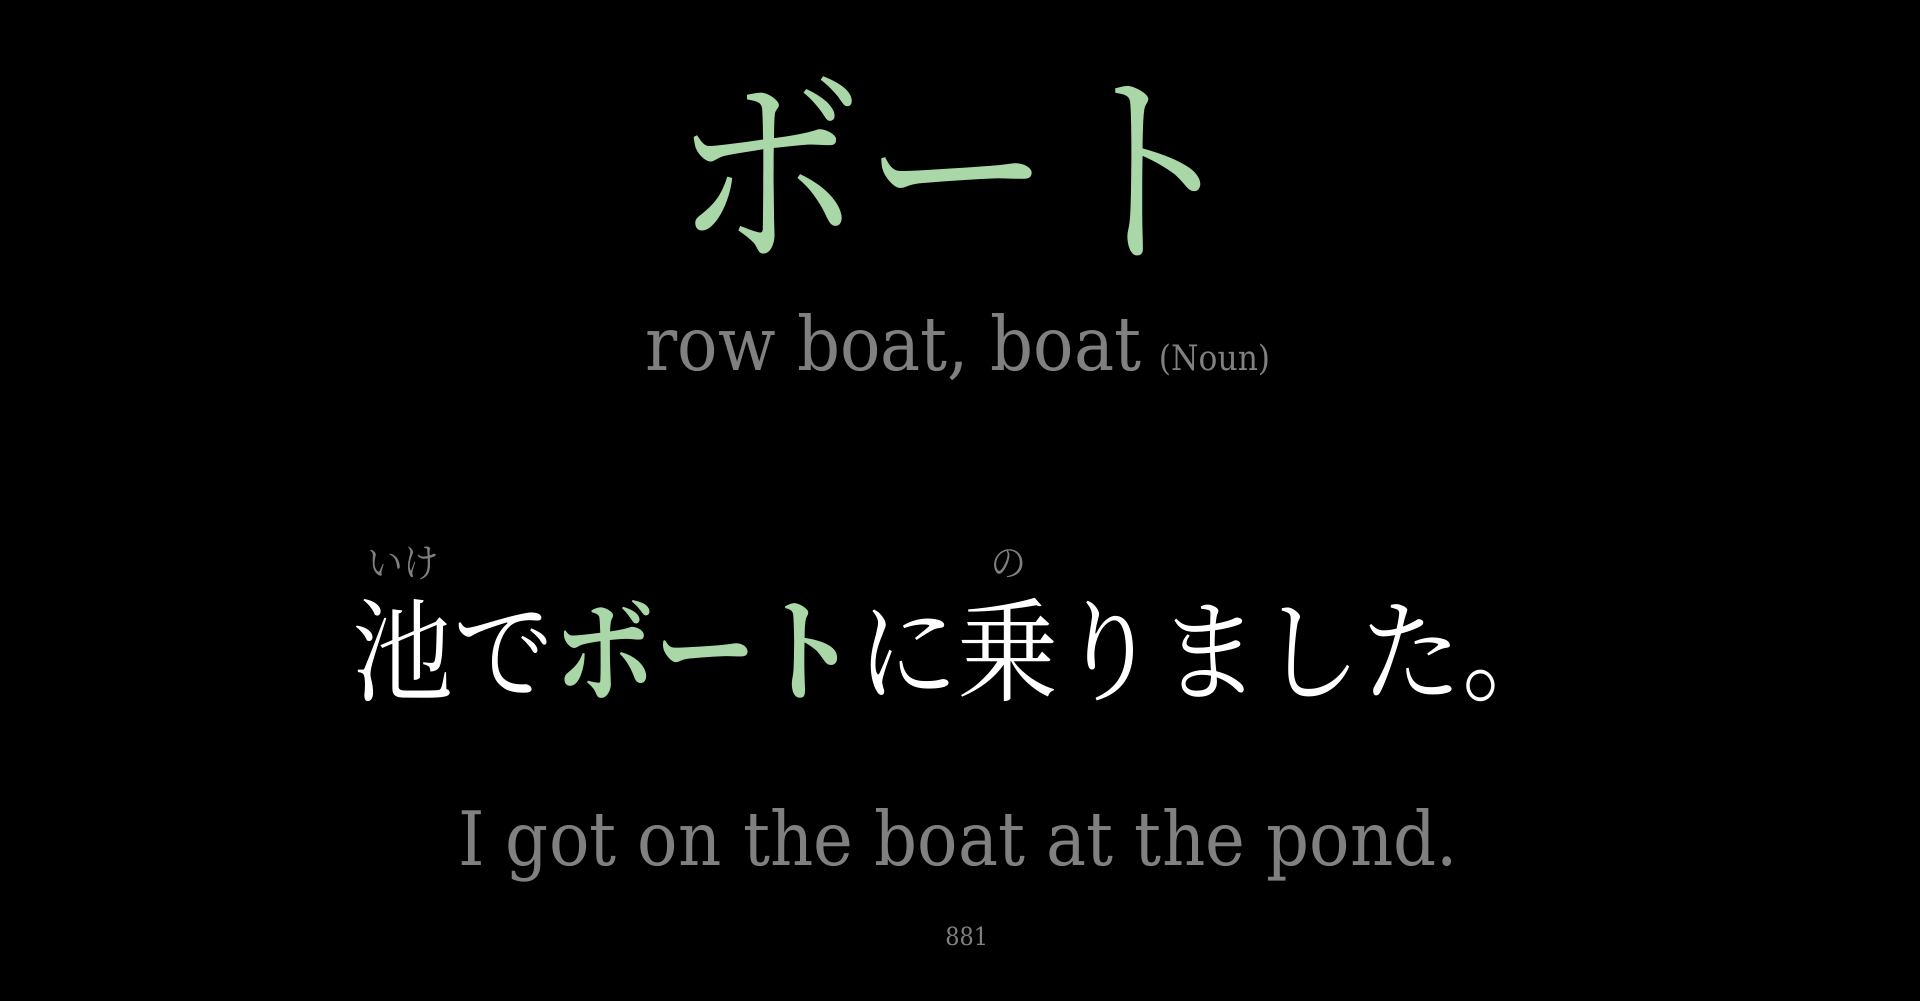 ボート
row boat, boat (Noun)
いけ の
池でボートに乗りました。
I got on the boat at the pond.
881